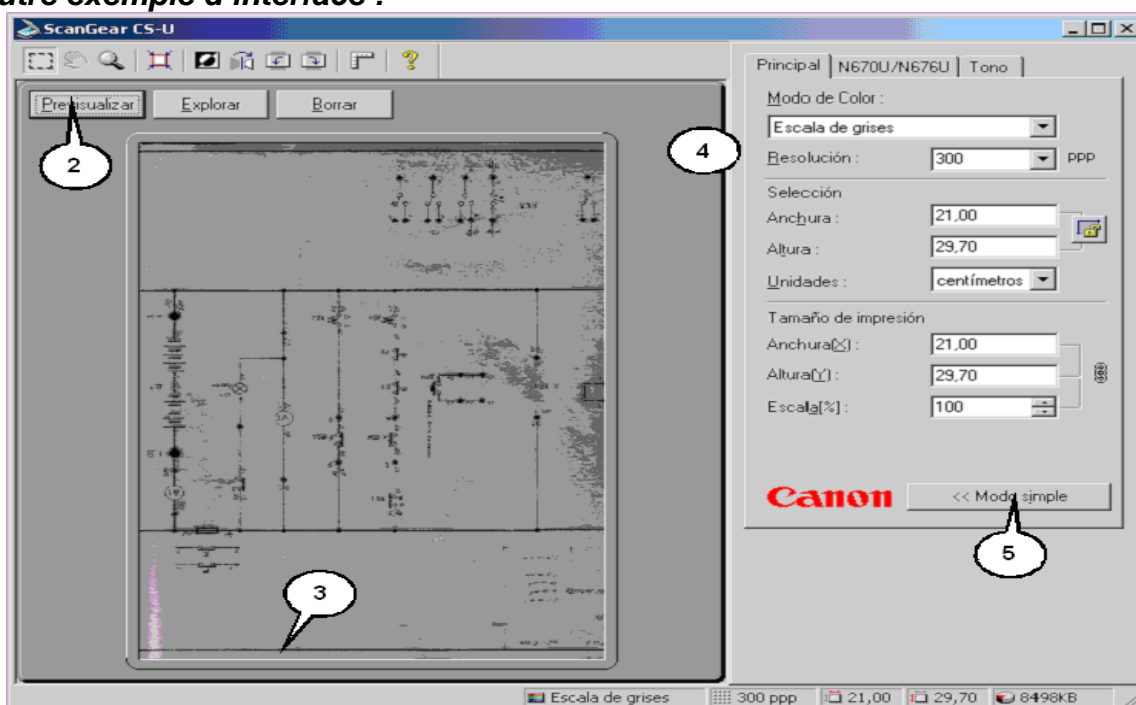 utre exemple d'interface :
ScanGear CS-U
Previsualizar Explorar Borrar
2
3
Principal N670U/N676U Tono
Modo de Color :
Escala de grises
4
Resolución : 300 PPP
Selección
Anchura : 21,00
Altura : 29,70
Unidades : centímetros
Tamaño de impresión
Anchura(X) : 21,00
Altura(Y) : 29,70
Escala[%] : 100
Canon << Modo simple
5
Escala de grises 300 ppp 21,00 29,70 8498KB